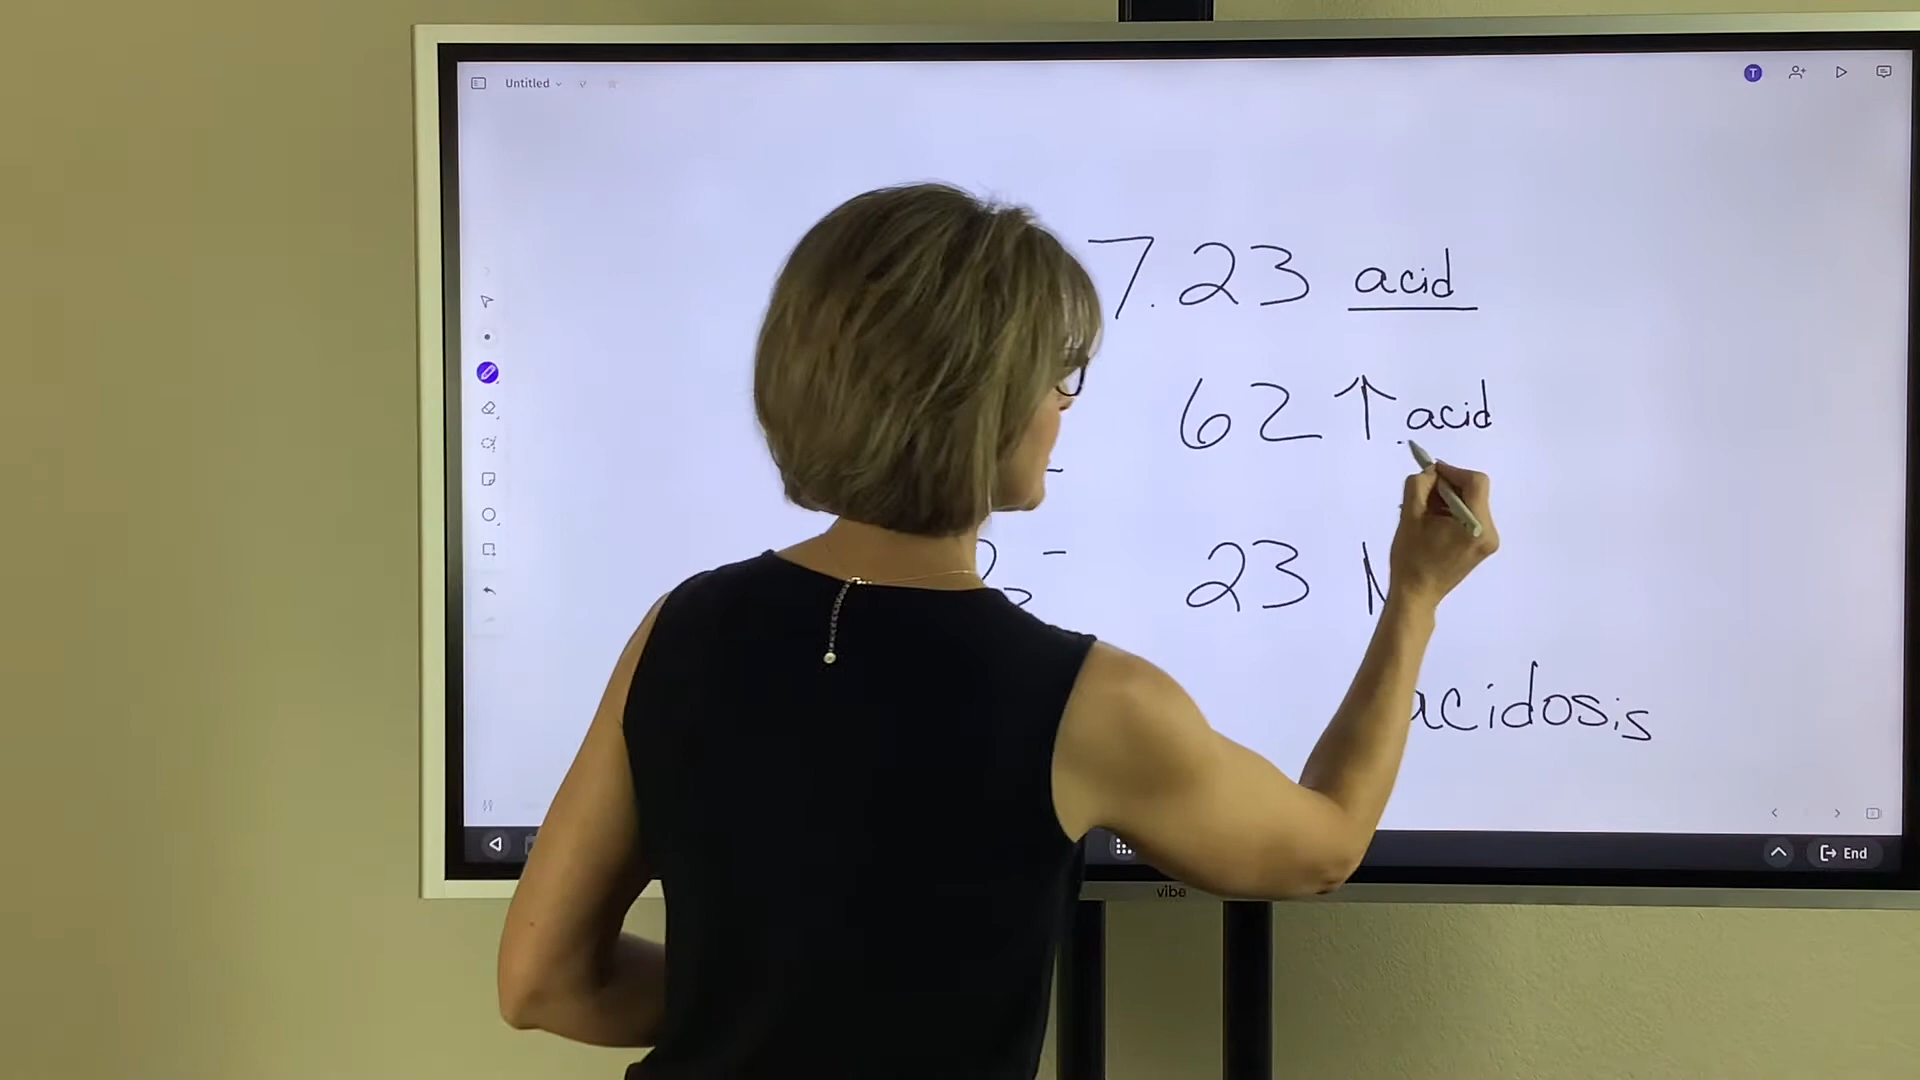 Untitled
T
7.23 acid
62 ↑ acid
23
acidosis
End
vibe